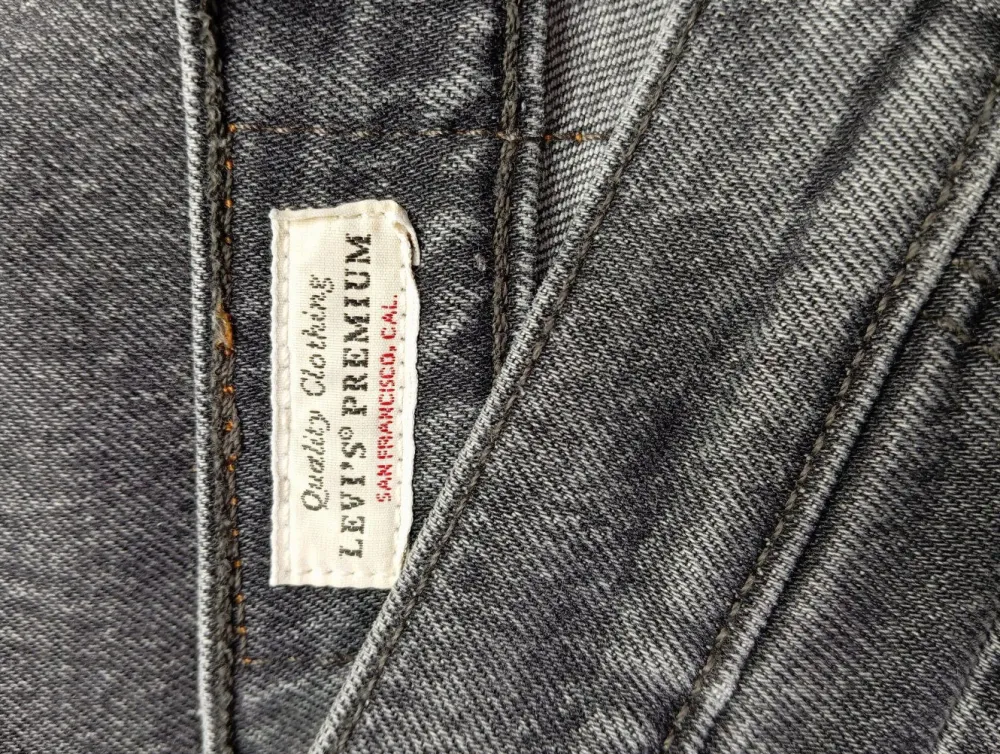 Quality Clothing
LEVI'S® PREMIUM
SAN FRANCISCO, CAL.